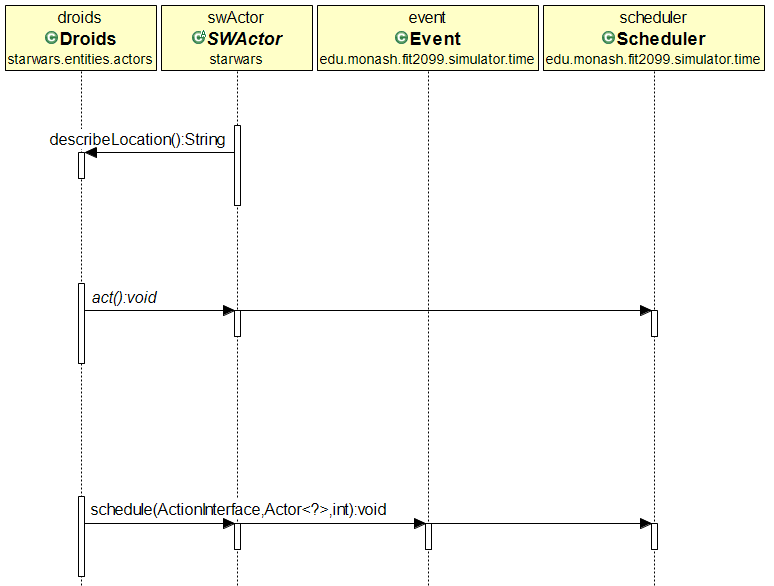 droids swActor event scheduler
Droids SWActor Event Scheduler
starwars.entities.actors starwars edu.monash.fit2099.simulator.time edu.monash.fit2099.simulator.time
describeLocation():String
act():void
schedule(ActionInterface,Actor<?>,int):void